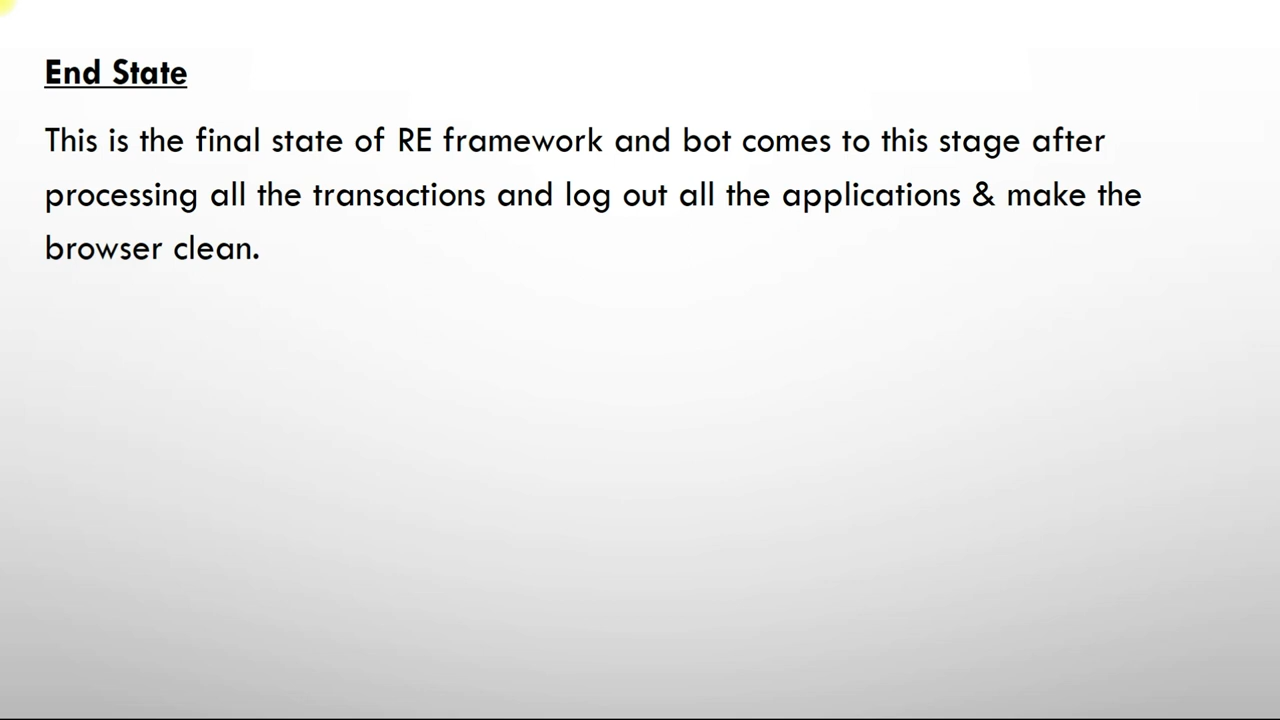 End State
This is the final state of RE framework and bot comes to this stage after
processing all the transactions and log out all the applications & make the
browser clean.